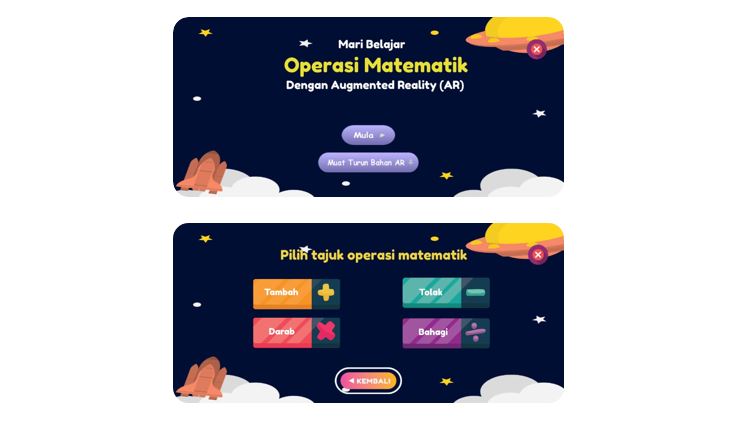 Mari Belajar
Operasi Matematik
Dengan Augmented Reality (AR)
Mula
Muat Turun Bahan AR
Pilih tajuk operasi matematik
Tambah
Tolak
Darab
Bahagi
KEMBALI